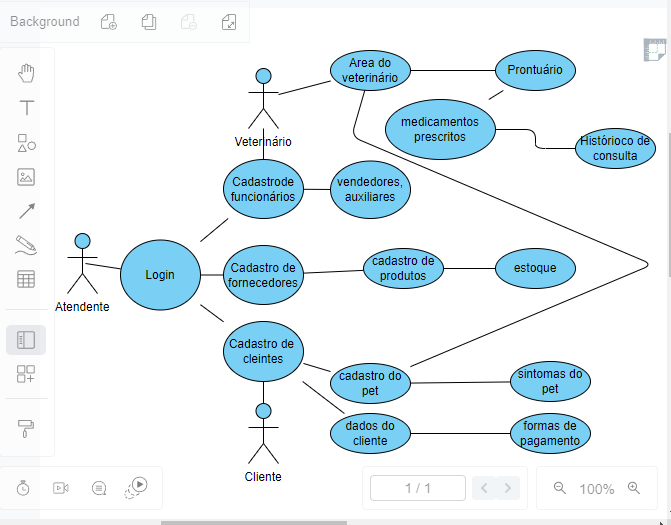 Background
Area do
veterinário
Prontuário
medicamentos
prescritos
Histórioco de
consulta
Veterinário
Cadastrode
funcionários
vendedores,
auxiliares
Atendente
Login
Cadastro de
fornecedores
cadastro de
produtos
estoque
Cadastro de
cleintes
cadastro do
pet
sintomas do
pet
dados do
cliente
formas de
pagamento
Cliente
1 / 1
100%